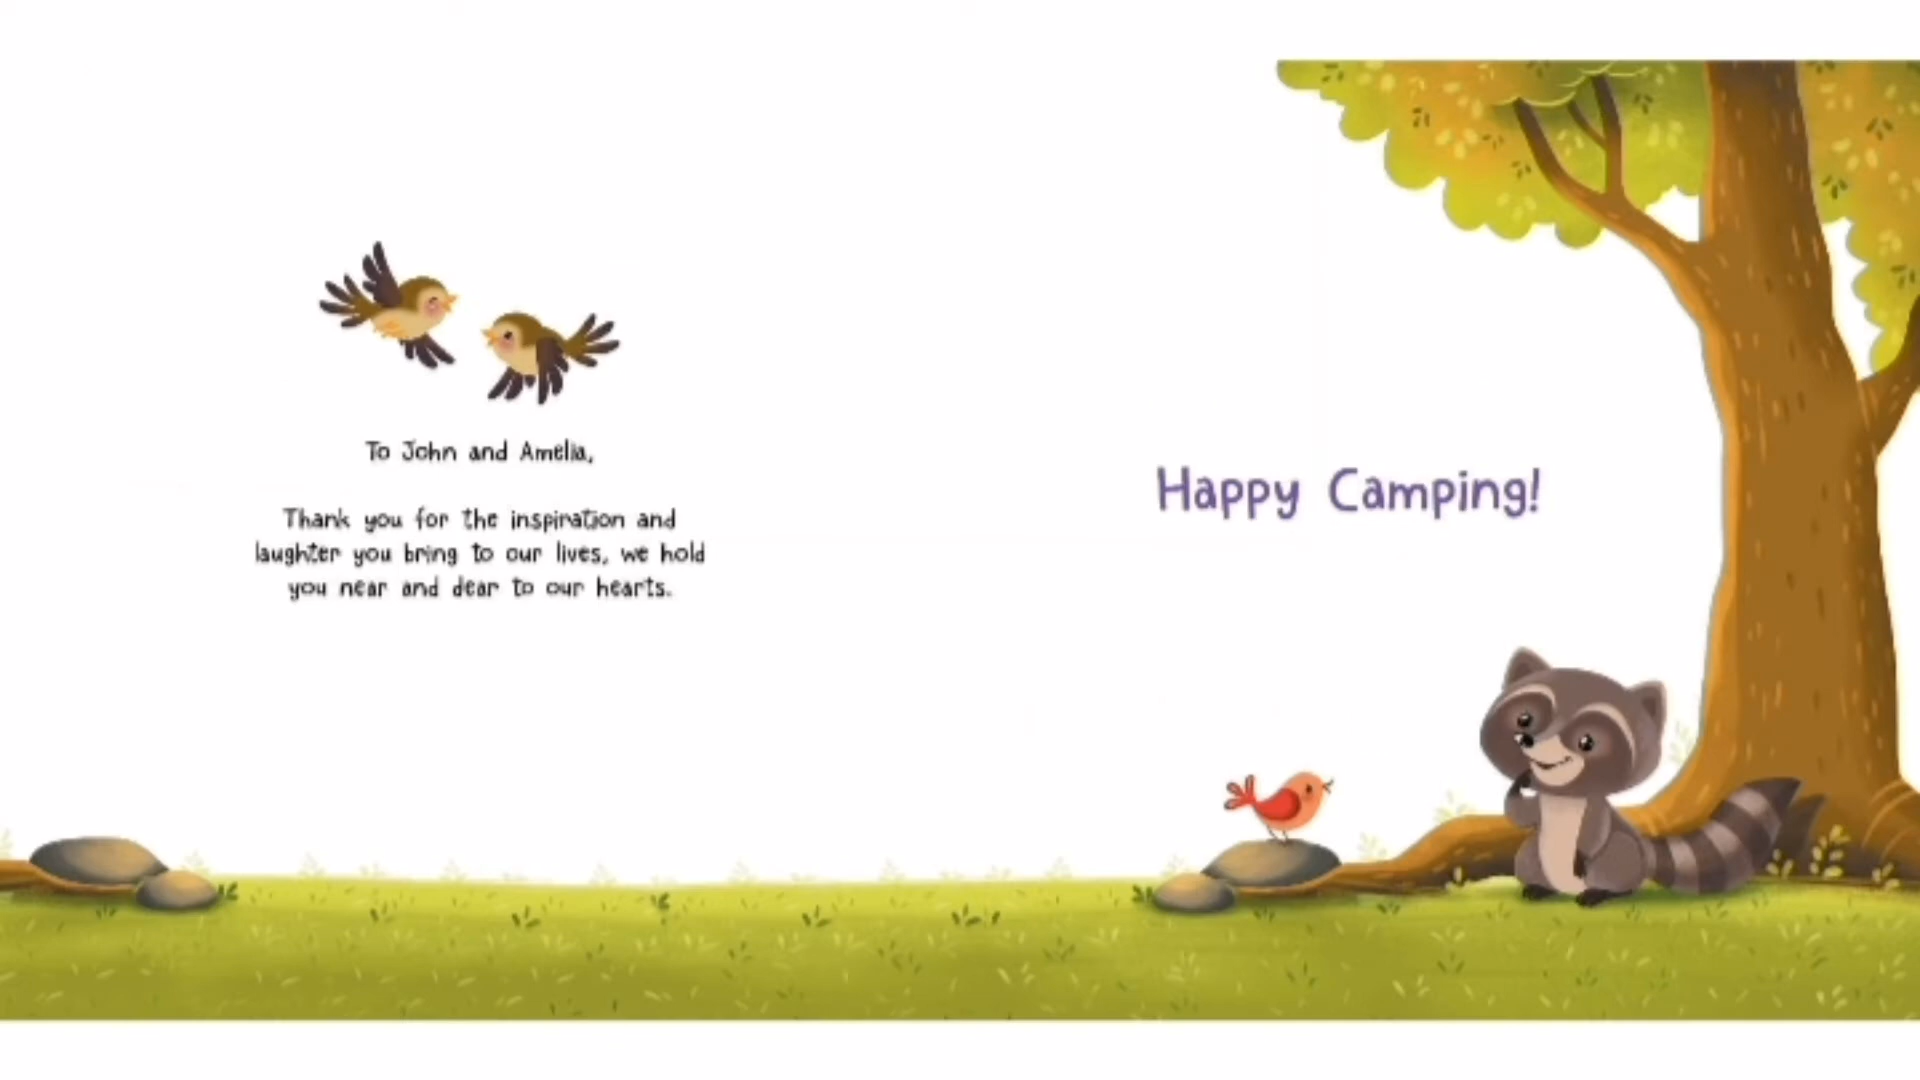 To John and Amelia,
Thank you for the inspiration and
laughter you bring to our lives, we hold
you near and dear to our hearts.
Happy Camping!